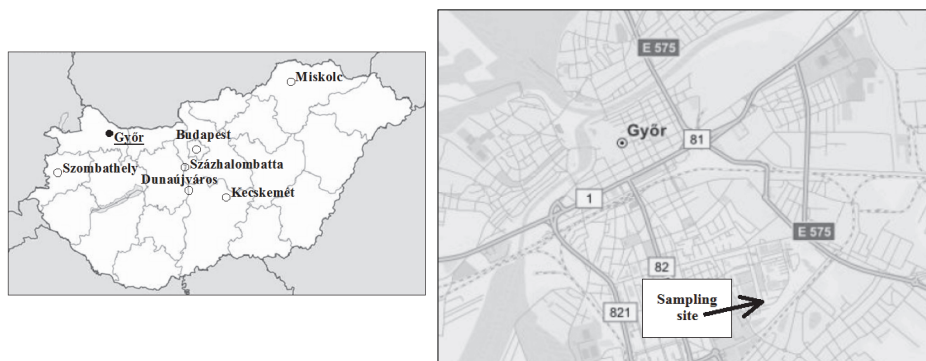 Miskolc
Győr
Budapest
Szombathely
Százhalombatta
Dunaújváros
Kecskemét
E 575
Győr
81
1
E 575
82
821
Sampling
site